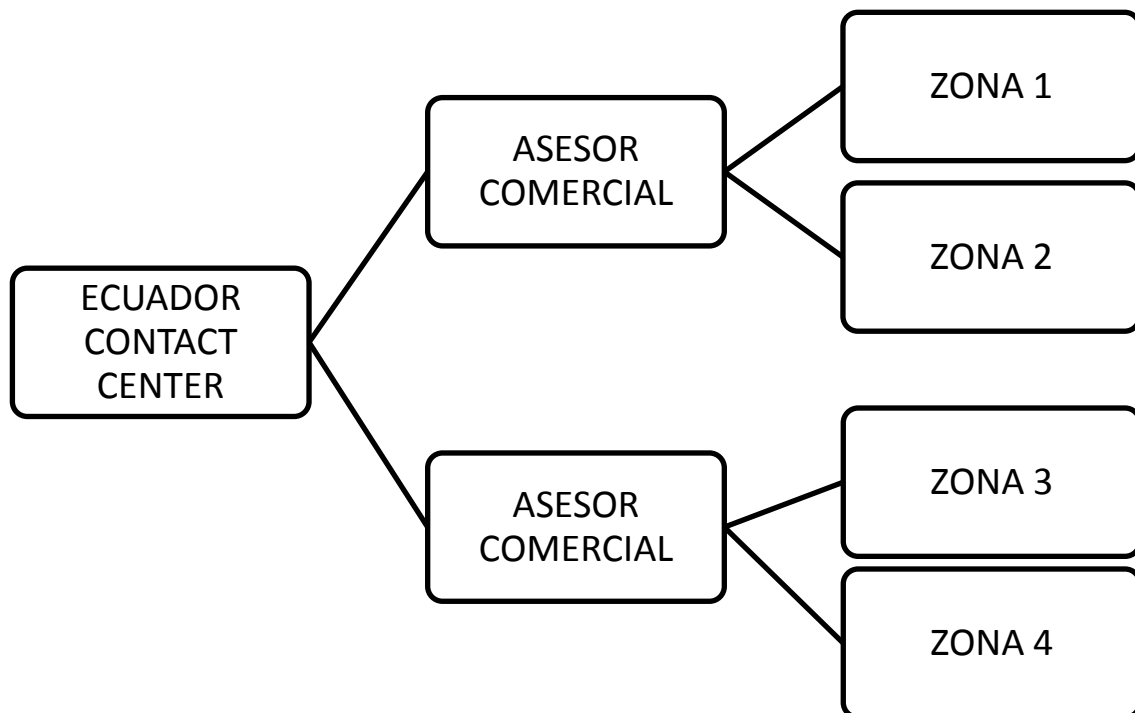 ECUADOR
CONTACT
CENTER
ASESOR
COMERCIAL
ZONA 1
ZONA 2
ASESOR
COMERCIAL
ZONA 3
ZONA 4